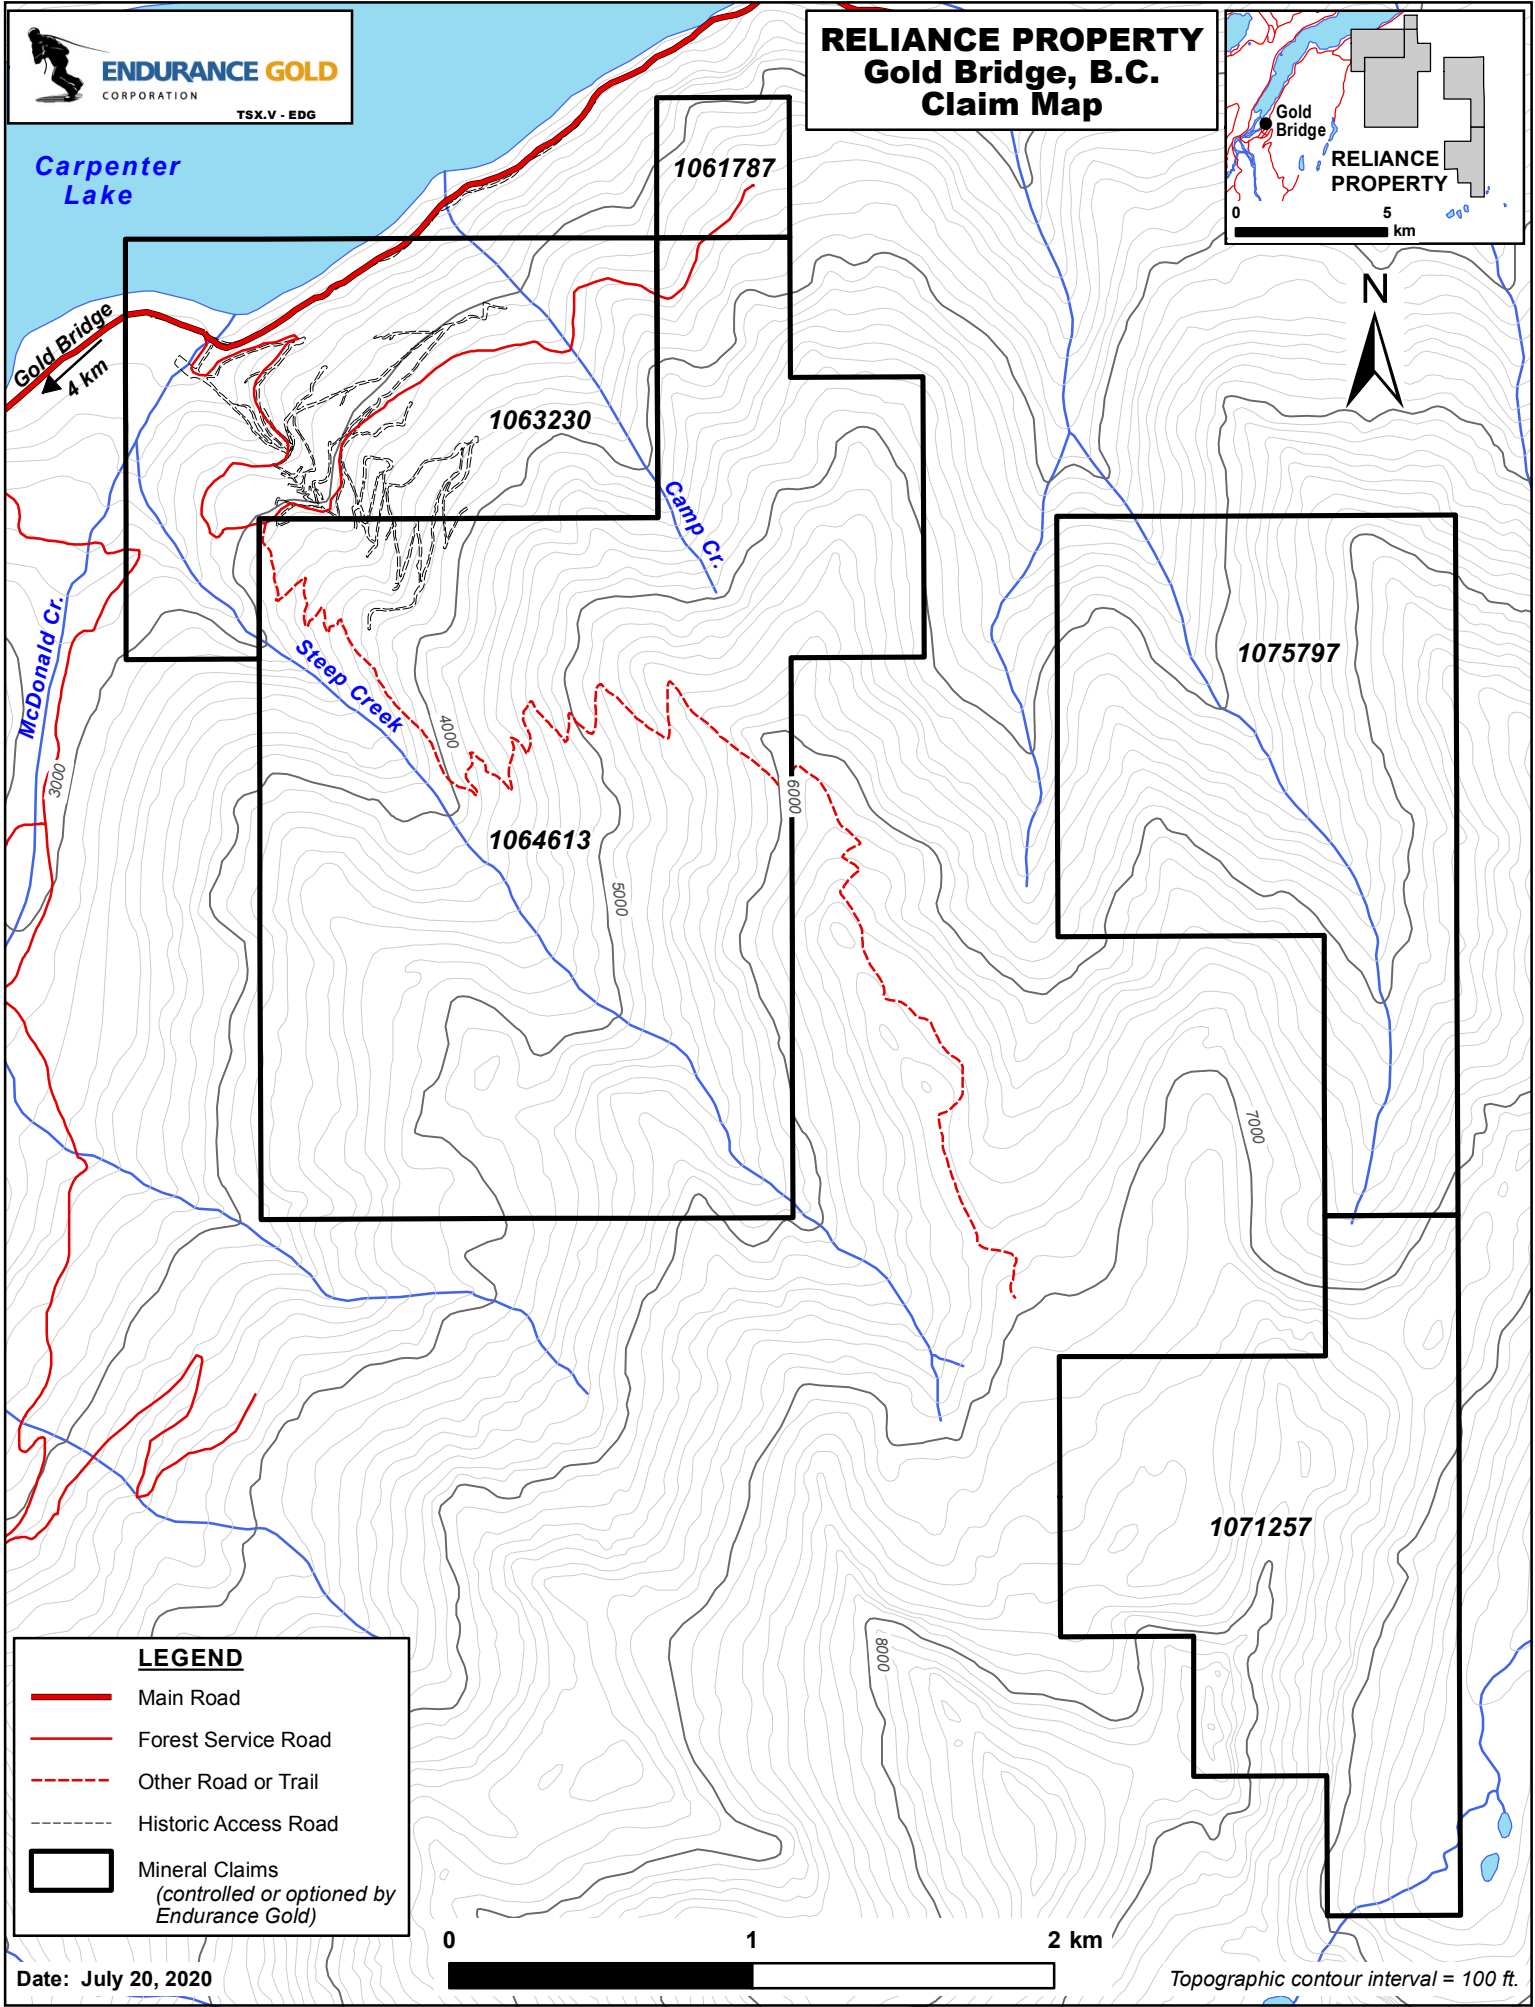 ENDURANCE GOLD
CORPORATION
TSX.V - EDG
RELIANCE PROPERTY
Gold Bridge, B.C.
Claim Map
Gold
Bridge
RELIANCE
PROPERTY
0 5
km
Carpenter
Lake
1061787
N
Gold Bridge
4 km
1063230
Camp Cr.
McDonald Cr.
Steep Creek
1075797
4000
3000
6000
1064613
5000
7000
1071257
8000
LEGEND
Main Road
Forest Service Road
Other Road or Trail
Historic Access Road
Mineral Claims
(controlled or optioned by
Endurance Gold)
0 1 2 km
Date: July 20, 2020
Topographic contour interval = 100 ft.